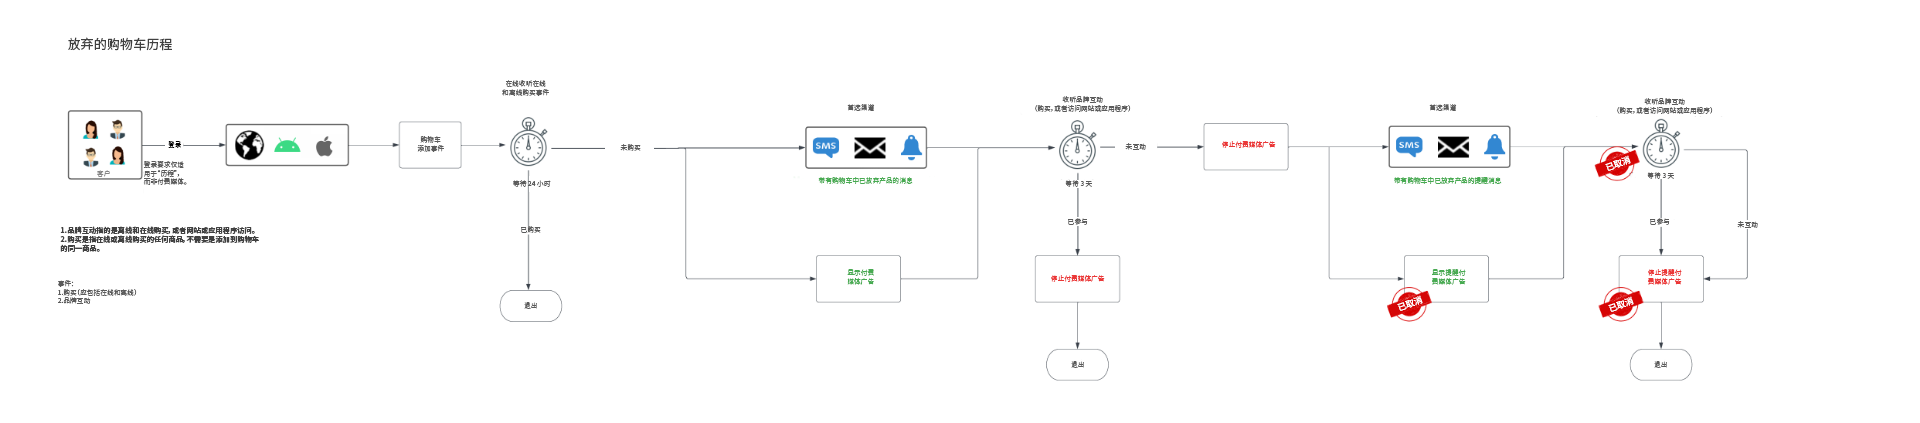 放弃的购物车历程
在线收听在线
和离线购买事件
首选渠道
收听品牌互动
(购买, 或者访问网站或应用程序)
首选渠道
收听品牌互动
(购买, 或者访问网站或应用程序)
客户
登录
登录要求仅适
用于"历程",
而非付费媒体。
购物车
添加事件
等待 24 小时
未购买
SMS
带有购物车中已放弃产品的消息
等待 3 天
未互动
停止付费媒体广告
SMS
带有购物车中已放弃产品的提醒消息
已取消
等待 3 天
已购买
已参与
已参与
未互动
1.品牌互动指的是离线和在线购买, 或者网站或应用程序访问。
2.购买是指在线或离线购买的任何商品, 不需要是添加到购物车
的同一商品。
事件:
1.购买(应包括在线和离线)
2.品牌互动
退出
显示付费
媒体广告
停止付费媒体广告
显示提醒付
费媒体广告
已取消
停止提醒付
费媒体广告
已取消
退出
退出